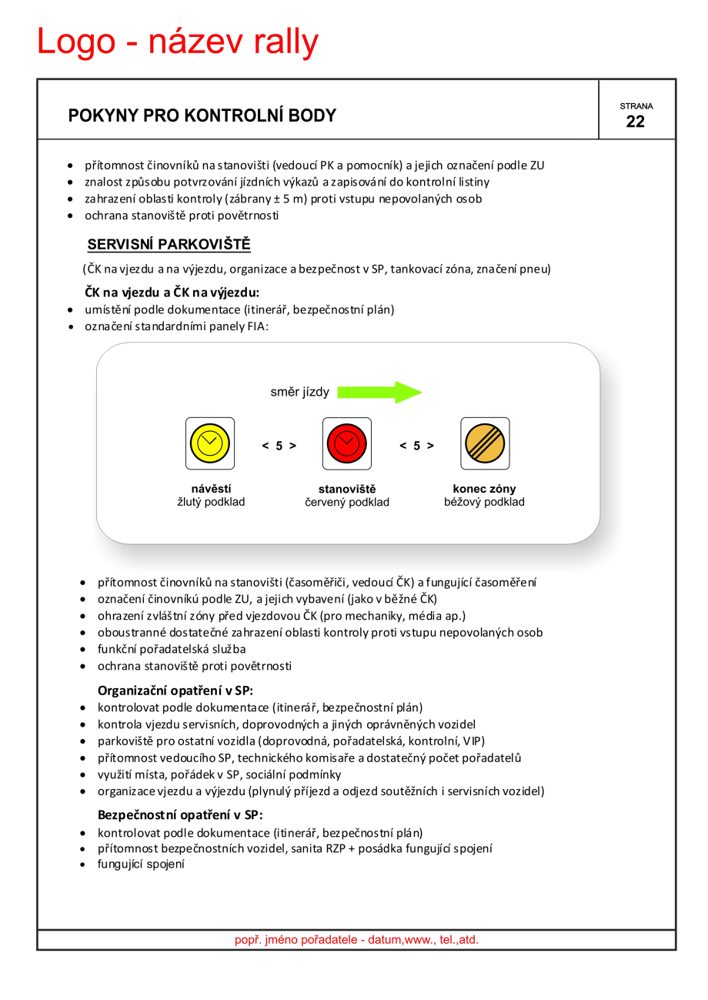 Logo - název rally
POKYNY PRO KONTROLNÍ BODY
STRANA
22
• přítomnost činovníků na stanovišti (vedoucí PK a pomocník) a jejich označení podle ZU
• znalost způsobu potvrzování jízdních výkazů a zapisování do kontrolní listiny
• zahrazení oblasti kontroly (zábrany ± 5 m) proti vstupu nepovolaných osob
• ochrana stanoviště proti povětrnosti
SERVISNÍ PARKOVIŠTĚ
(ČK na vjezdu a na výjezdu, organizace a bezpečnost v SP, tankovací zóna, značení pneu)
ČK na vjezdu a ČK na výjezdu:
• umístění podle dokumentace (itinerář, bezpečnostní plán)
• označení standardními panely FIA:
směr jízdy
< 5 > < 5 >
návěstí stanoviště konec zóny
žlutý podklad červený podklad béžový podklad
• přítomnost činovníků na stanovišti (časoměřiči, vedoucí ČK) a fungující časoměření
• označení činovníkú podle ZU, a jejich vybavení (jako v běžné ČK)
• ohrazení zvláštní zóny před vjezdovou ČK (pro mechaniky, média ap.)
• oboustranné dostatečné zahrazení oblasti kontroly proti vstupu nepovolaných osob
• funkční pořadatelská služba
• ochrana stanoviště proti povětrnosti
Organizační opatření v SP:
• kontrolovat podle dokumentace (itinerář, bezpečnostní plán)
• kontrola vjezdu servisních, doprovodných a jiných oprávněných vozidel
• parkoviště pro ostatní vozidla (doprovodná, pořadatelská, kontrolní, VIP)
• přítomnost vedoucího SP, technického komisaře a dostatečný počet pořadatelů
• využití místa, pořádek v SP, sociální podmínky
• organizace vjezdu a výjezdu (plynulý příjezd a odjezd soutěžních i servisních vozidel)
Bezpečnostní opatření v SP:
• kontrolovat podle dokumentace (itinerář, bezpečnostní plán)
• přítomnost bezpečnostních vozidel, sanita RZP + posádka fungující spojení
• fungující spojení
popř. jméno pořadatele - datum,www., tel.,atd.